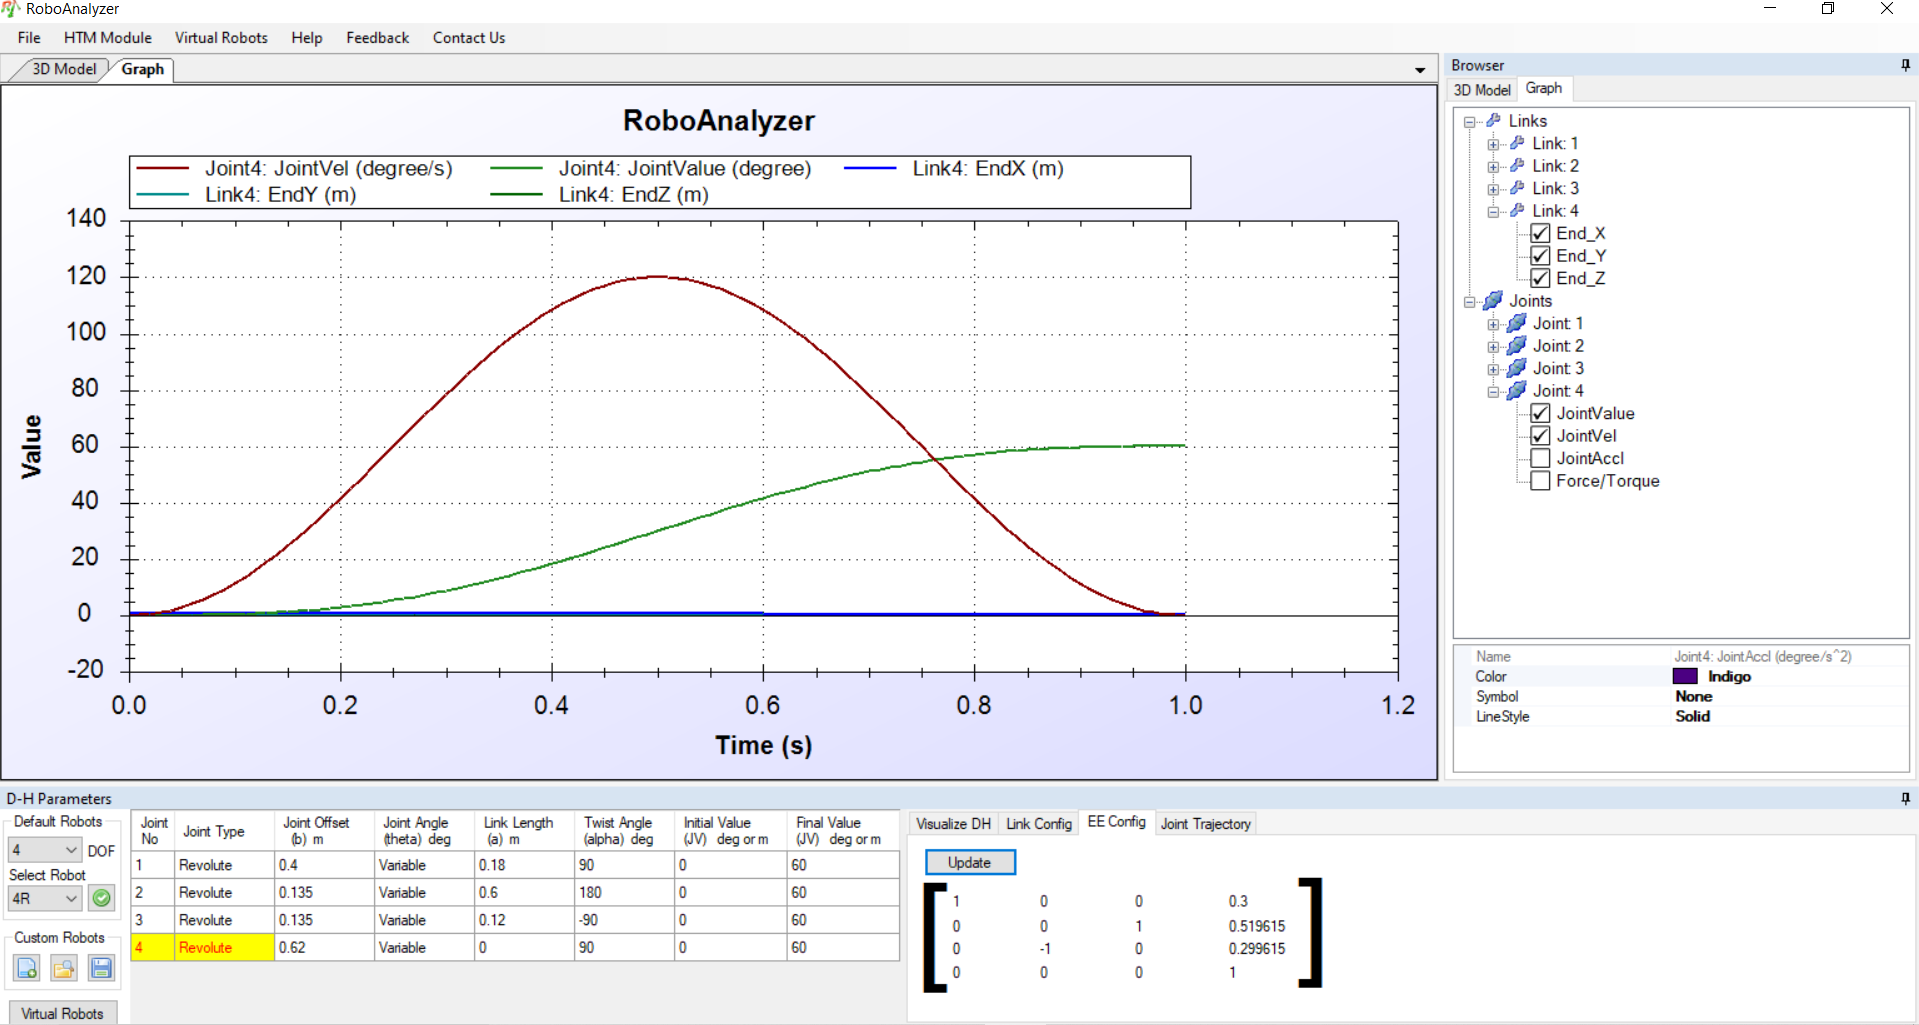 RoboAnalyzer
File HTM Module Virtual Robots Help Feedback Contact Us
3D Model Graph
RoboAnalyzer
Joint4: JointVel (degree/s) Joint4: JointValue (degree) Link4: EndX (m)
Link4: EndY (m) Link4: EndZ (m)
140
120
100
80
60
40
20
0
-20
Value
0.0 0.2 0.4 0.6 0.8 1.0 1.2
Time (s)
Browser
3D Model Graph
Links
Link: 1
Link: 2
Link: 3
Link: 4
End_X
End_Y
End_Z
Joints
Joint: 1
Joint: 2
Joint: 3
Joint: 4
JointValue
JointVel
JointAccl
Force/Torque
Name Joint4: JointAccl (degree/s^2)
Color Indigo
Symbol None
LineStyle Solid
D-H Parameters
Default Robots
4 DOF
Select Robot
4R
Custom Robots
Virtual Robots
Joint No Joint Type Joint Offset (b) m Joint Angle (theta) deg Link Length (a) m Twist Angle (alpha) deg Initial Value (JV) deg or m Final Value (JV) deg or m
1 Revolute 0.4 Variable 0.18 90 0 60
2 Revolute 0.135 Variable 0.6 180 0 60
3 Revolute 0.135 Variable 0.12 -90 0 60
4 Revolute 0.62 Variable 0 90 0 60
Visualize DH Link Config EE Config Joint Trajectory
Update
1 0 0 0.3
0 0 1 0.519615
0 -1 0 0.299615
0 0 0 1